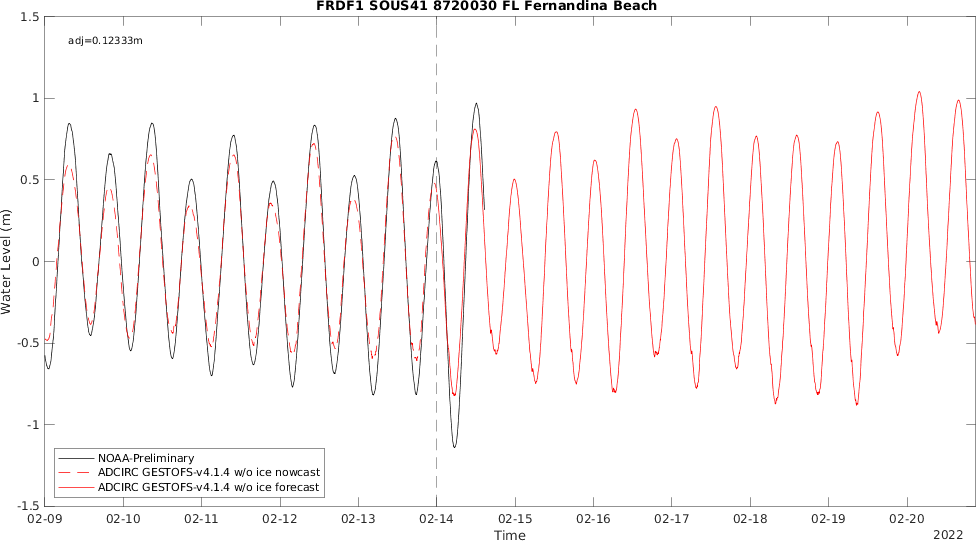 FRDF1 SOUS41 8720030 FL Fernandina Beach
1.5
adj=0.12333m
1
0.5
0
-0.5
-1
-1.5
Water Level (m)
NOAA-Preliminary
ADCIRC GESTOFS-v4.1.4 w/o ice nowcast
ADCIRC GESTOFS-v4.1.4 w/o ice forecast
02-09 02-10 02-11 02-12 02-13 02-14 02-15 02-16 02-17 02-18 02-19 02-20
Time
2022